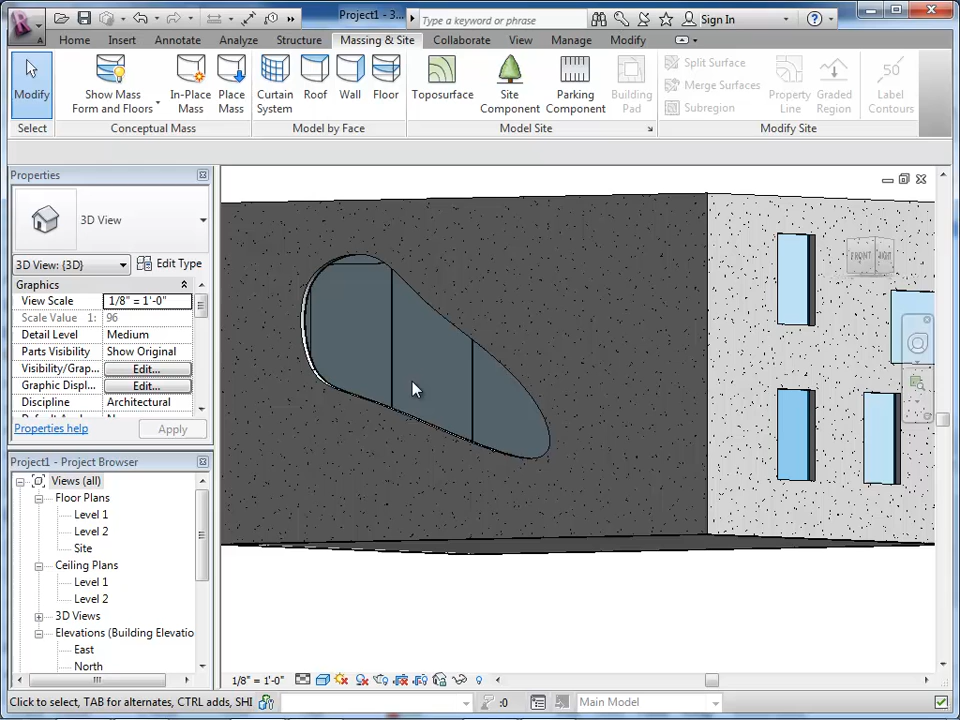 Project1 - 3...
Type a keyword or phrase
Sign In
Home Insert Annotate Analyze Structure Massing & Site Collaborate View Manage Modify
Modify
Show Mass
Form and Floors
In-Place
Mass
Place
Mass
Curtain
System
Roof
Wall
Floor
Toposurface
Site
Component
Parking
Component
Building
Pad
Split Surface
Merge Surfaces
Subregion
Property
Line
Graded
Region
50
Label
Contours
Select
Conceptual Mass
Model by Face
Model Site
Modify Site
Properties
3D View
3D View: {3D}
Edit Type
Graphics
View Scale 1/8" = 1'-0"
Scale Value 1: 96
Detail Level Medium
Parts Visibility Show Original
Visibility/Grap... Edit...
Graphic Displ... Edit...
Discipline Architectural
Properties help
Apply
Project1 - Project Browser
Views (all)
Floor Plans
Level 1
Level 2
Site
Ceiling Plans
Level 1
Level 2
3D Views
Elevations (Building Elevatio
East
North
FRONT
1/8" = 1'-0"
Click to select, TAB for alternates, CTRL adds, SHI
:0
Main Model